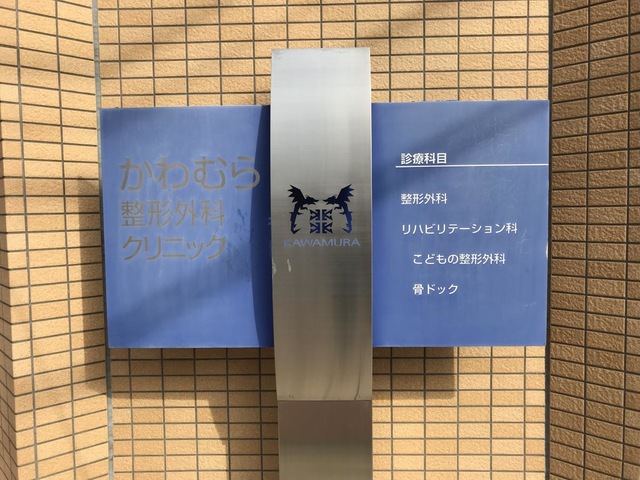 かわむら
整形外科
クリニック
KAWAMURA
診療科目
整形外科
リハビリテーション科
こどもの整形外科
骨ドック